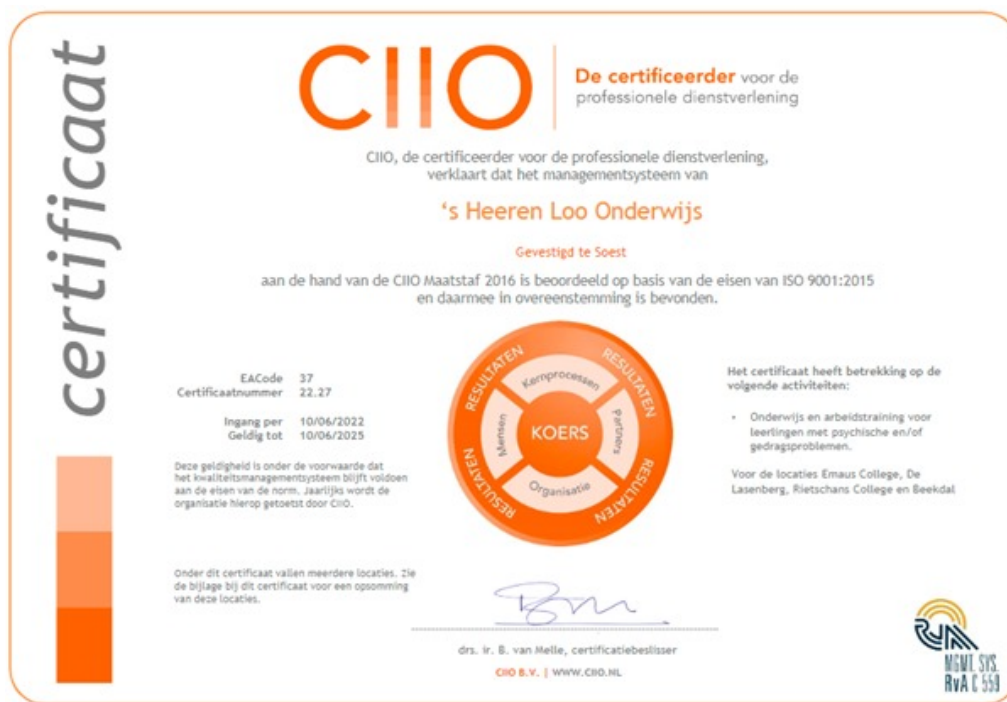 certificaat
CIIO
De certificeerder voor de
professionele dienstverlening
CIIO, de certificeerder voor de professionele dienstverlening,
verklaart dat het managementsysteem van
's Heeren Loo Onderwijs
Gevestigd te Soest
aan de hand van de CIIO Maatstaf 2016 is beoordeeld op basis van de eisen van ISO 9001:2015
en daarmee in overeenstemming is bevonden.
EACode 37
Certificaatnummer 22.27
Ingang per 10/06/2022
Geldig tot 10/06/2025
Deze geldigheid is onder de voorwaarde dat
het kwaliteitsmanagementsysteem blijft voldoen
aan de eisen van de norm. Jaarlijks wordt de
organisatie hierop getoetst door CIIO.
Onder dit certificaat vallen meerdere locaties. Zie
de bijlage bij dit certificaat voor een opsomming
van deze locaties.
RESULTATEN
RESULTATEN
Kernprocessen
Mensen
KOERS
Partners
Organisatie
RESULTATEN
RESULTATEN
Het certificaat heeft betrekking op de
volgende activiteiten:
• Onderwijs en arbeidstraining voor
leerlingen met psychische en/of
gedragsproblemen.
Voor de locaties Emaus College, De
Lasenberg, Rietschans College en Beekdal
drs. ir. B. van Melle, certificatiebeslisser
CIIO B.V. | WWW.CIIO.NL
RvA
MGMT. SYS.
RvA C 559